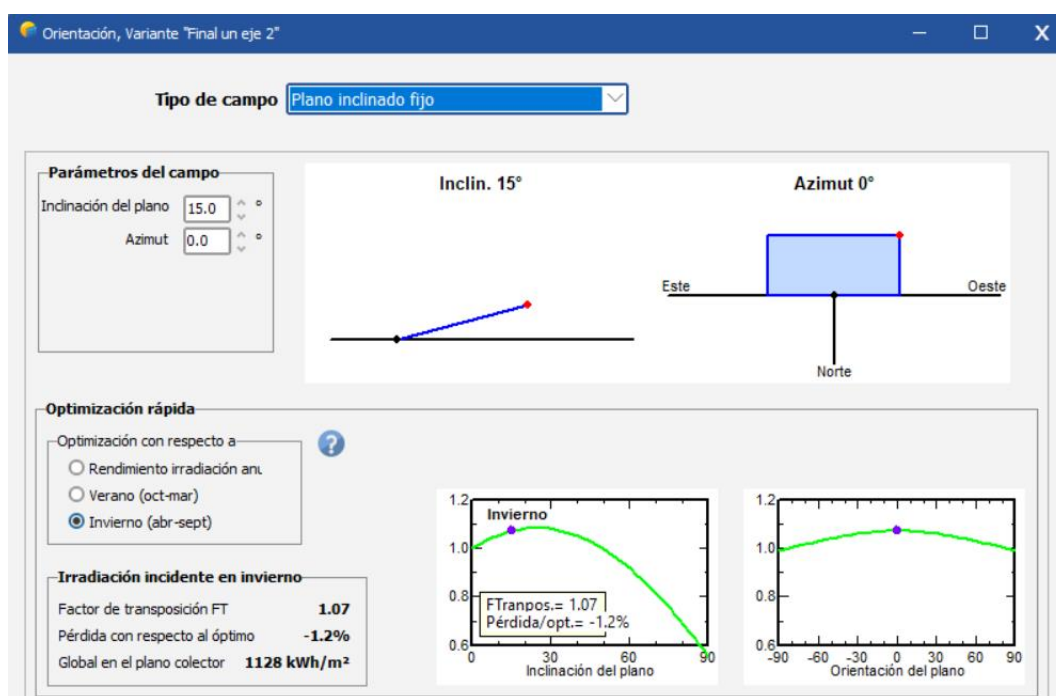 Orientación, Variante "Final un eje 2"
Tipo de campo Plano inclinado fijo
Parámetros del campo
Inclinación del plano 15.0 °
Azimut 0.0 °
Inclin. 15°
Azimut 0°
Este Oeste
Norte
Optimización rápida
Optimización con respecto a
Rendimiento irradiación anu
Verano (oct-mar)
Invierno (abr-sept)
?
Irradiación incidente en invierno
Factor de transposición FT 1.07
Pérdida con respecto al óptimo -1.2%
Global en el plano colector 1128 kWh/m²
1.2
1.0
0.8
0.6
Invierno
FTranpos.= 1.07
Pérdida/opt.= -1.2%
0 30 60 90
Inclinación del plano
1.2
1.0
0.8
0.6
-90 -60 -30 0 30 60 90
Orientación del plano